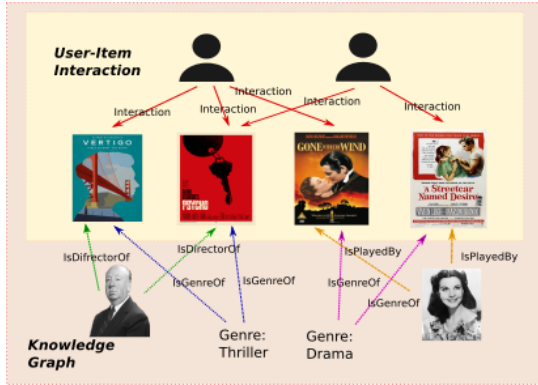 User-Item
Interaction
Interaction
Interaction
Interaction
Interaction
Interaction
VERTIGO
GONE WITH THE WIND
A Streetcar
Named Desire
IsDifrectorOf
IsDirectorOf
IsPlayedBy
IsPlayedBy
IsGenreOf
IsGenreOf
IsGenreOf
IsGenreOf
Genre:
Thriller
Genre:
Drama
Knowledge
Graph